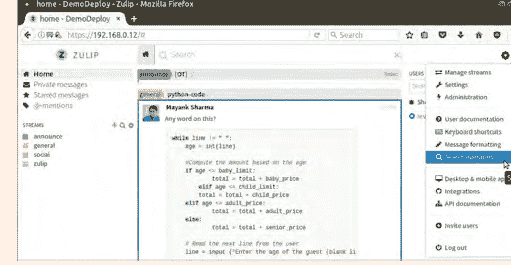 home - DemoDeploy - Zulip - Mozilla Firefox
home - DemoDeploy - Zulip
https://192.168.0.12/#
Search
ZULIP
Search
Home
Private messages
Starred messages
@-mentions
STREAMS
announce
general
social
zulip
(OT)
general
python-code
Mayank Sharma
Any word on this?
while line != " ":
age = int(line)
#Compute the amount based on the age
if age <= baby_limit:
total = total + baby_price
elif age <= child_limit:
total = total + child_price
elif age <= adult_price:
total = total + adult_price
else:
total = total + senior_price
# Read the next line from the user
line = input ("Enter the age of the guest (blank li
USERS
Manage streams
Settings
Administration
User documentation
Keyboard shortcuts
Message formatting
Desktop & mobile ap
Integrations
API documentation
Invite users
Log out